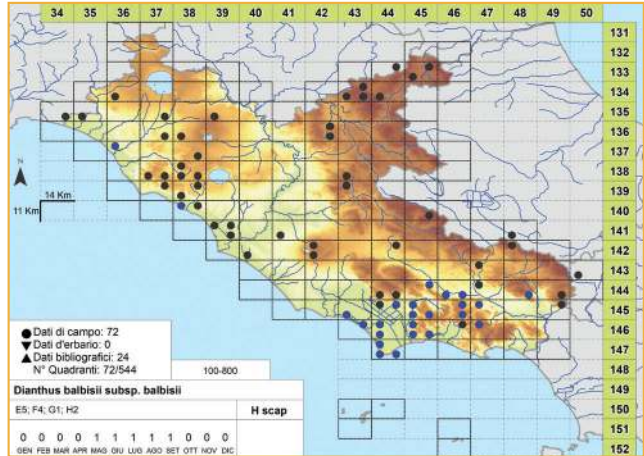 34 35 36 37 38 39 40 41 42 43 44 45 46 47 48 50
131
132
133
134
135
136
137
138
139
140
141
142
143
144
145
146
147
148
149
150
151
152
N
14 Km
11 Km
Dati di campo: 72
Dati d'erbario: 0
Dati bibliografici: 24
N° Quadranti: 72/544
100-800
Dianthus balbisii subsp. balbisii
E5; F4; G1; H2
H scap
0 0 0 0 1 1 1 1 1 0 0 0
GEN FEB MAR APR MAG GIU LUG AGO SET OTT NOV DIC